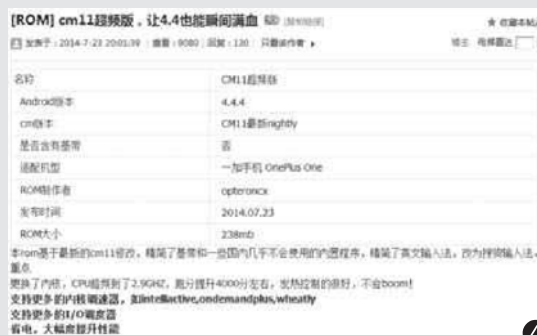 [ROM] cm11超频版，让4.4也能瞬间满血
★ 收藏本帖
发表于：2014-7-23 20:01:39 | 查看：9080 | 回复：130 | 只看该作者
楼主 电梯直达
名称 CM11超频版
Android版本 4.4.4
cm版本 CM11最新nightly
是否含有基带 否
适配机型 一加手机 OnePlus One
ROM制作者 opteroncx
发布时间 2014.07.23
ROM大小 238mb
本rom基于最新的cm11修改，精简了基带和一些国内几乎不会使用的内置程序，精简了英文输入法，改为搜狗输入法，
重点
更换了内核，CPU超频到了2.9GHZ，跑分提升4000分左右，发热控制的很好，不会boom！
支持更多的内核调速器，如intelliactive,ondemandplus,wheatly
支持更多的I/O调度器
省电，大幅度提升性能